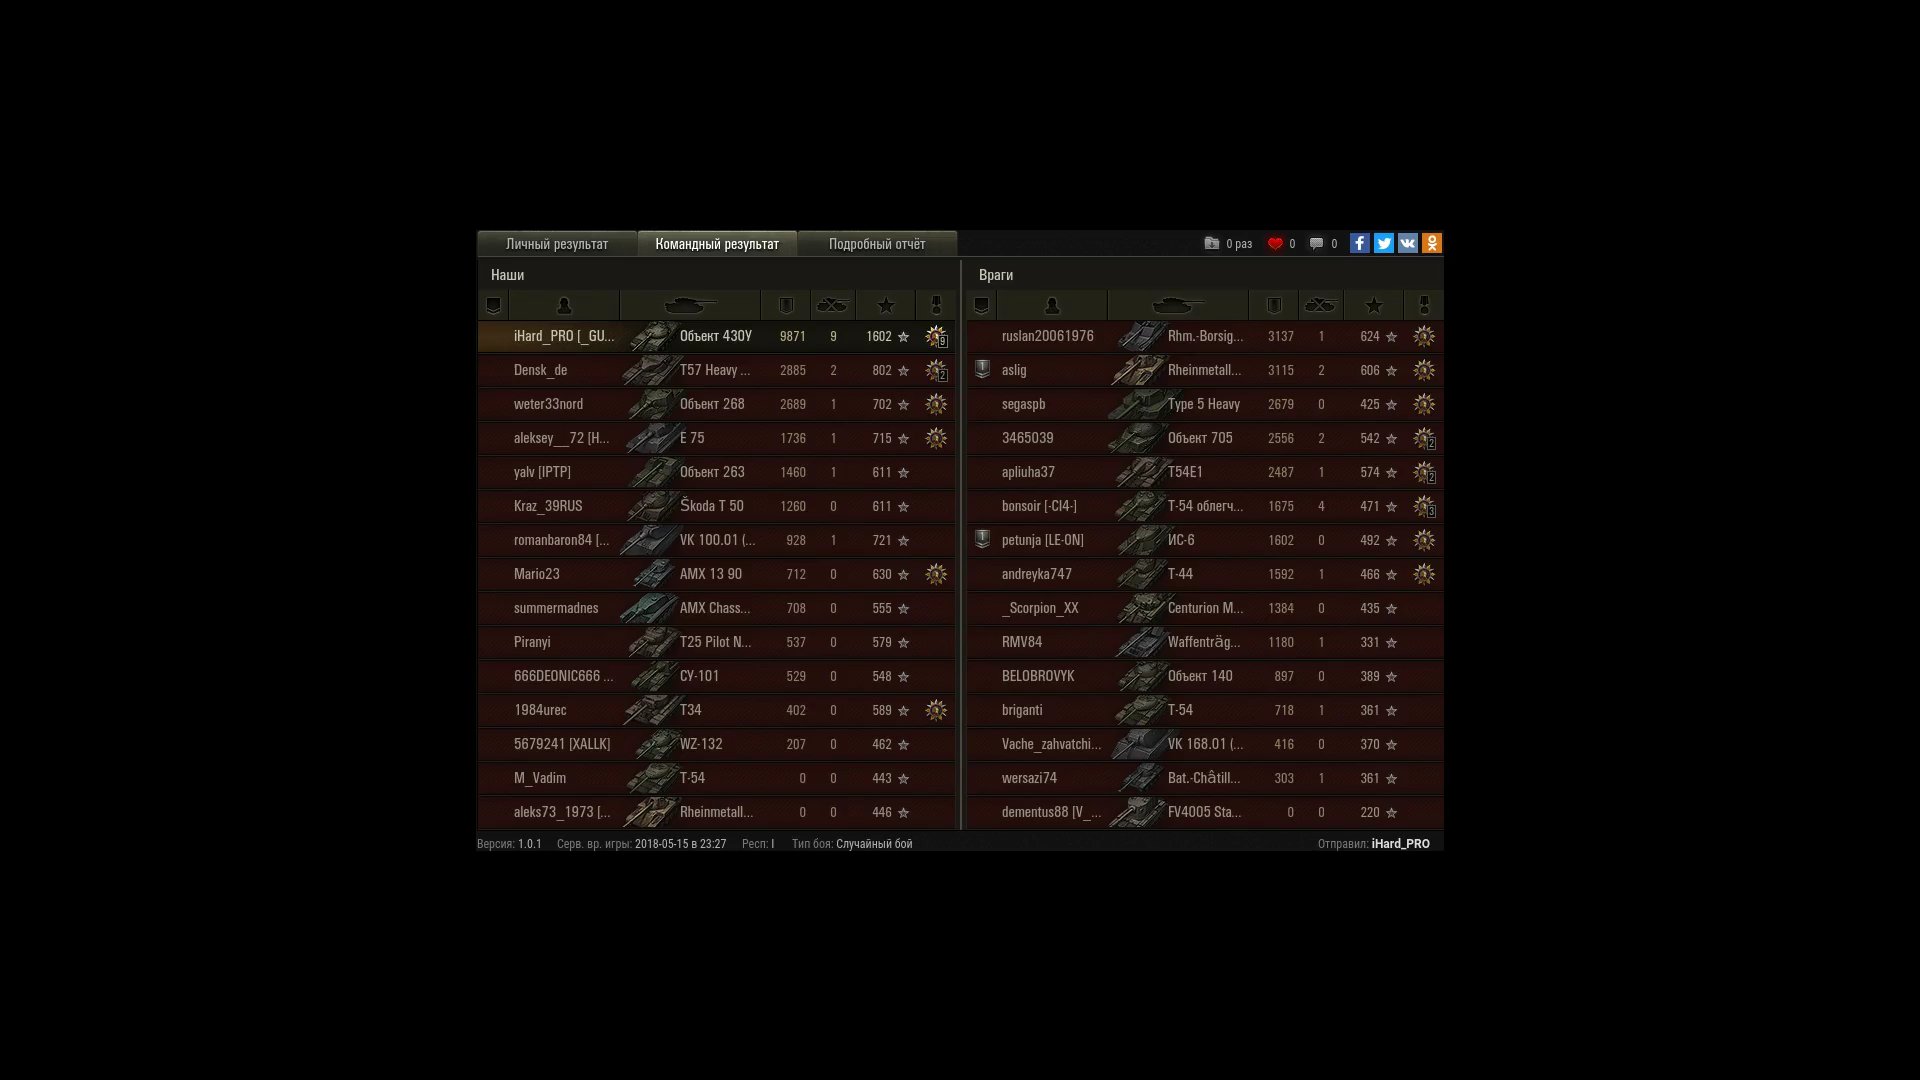 Личный результат Командный результат Подробный отчёт 0 раз 0 0
Наши Враги
iHard_PRO [_GU... Объект 430У 9871 9 1602 9
ruslan20061976 Rhm.-Borsig... 3137 1 624
Densk_de T57 Heavy ... 2885 2 802 2
aslig Rheinmetall... 3115 2 606
weter33nord Объект 268 2689 1 702
segaspb Type 5 Heavy 2679 0 425
aleksey__72 [H... E 75 1736 1 715
3465039 Объект 705 2556 2 542 2
yalv [IPTP] Объект 263 1460 1 611
apliuha37 T54E1 2487 1 574 2
Kraz_39RUS Škoda T 50 1260 0 611
bonsoir [-CI4-] Т-54 облегч... 1675 4 471 3
romanbaron84 [... VK 100.01 (... 928 1 721
petunja [LE-ON] ИС-6 1602 0 492
Mario23 AMX 13 90 712 0 630
andreyka747 Т-44 1592 1 466
summermadnes AMX Chass... 708 0 555
_Scorpion_XX Centurion M... 1384 0 435
Piranyi T25 Pilot N... 537 0 579
RMV84 Waffenträg... 1180 1 331
666DEONIC666 ... СУ-101 529 0 548
BELOBROVYK Объект 140 897 0 389
1984urec T34 402 0 589
briganti Т-54 718 1 361
5679241 [XALLK] WZ-132 207 0 462
Vache_zahvatchi... VK 168.01 (... 416 0 370
M_Vadim Т-54 0 0 443
wersazi74 Bat.-Châtill... 303 1 361
aleks73_1973 [... Rheinmetall... 0 0 446
dementus88 [V_... FV4005 Sta... 0 0 220
Версия: 1.0.1 Серв. вр. игры: 2018-05-15 в 23:27 Респ: I Тип боя: Случайный бой Отправил: iHard_PRO